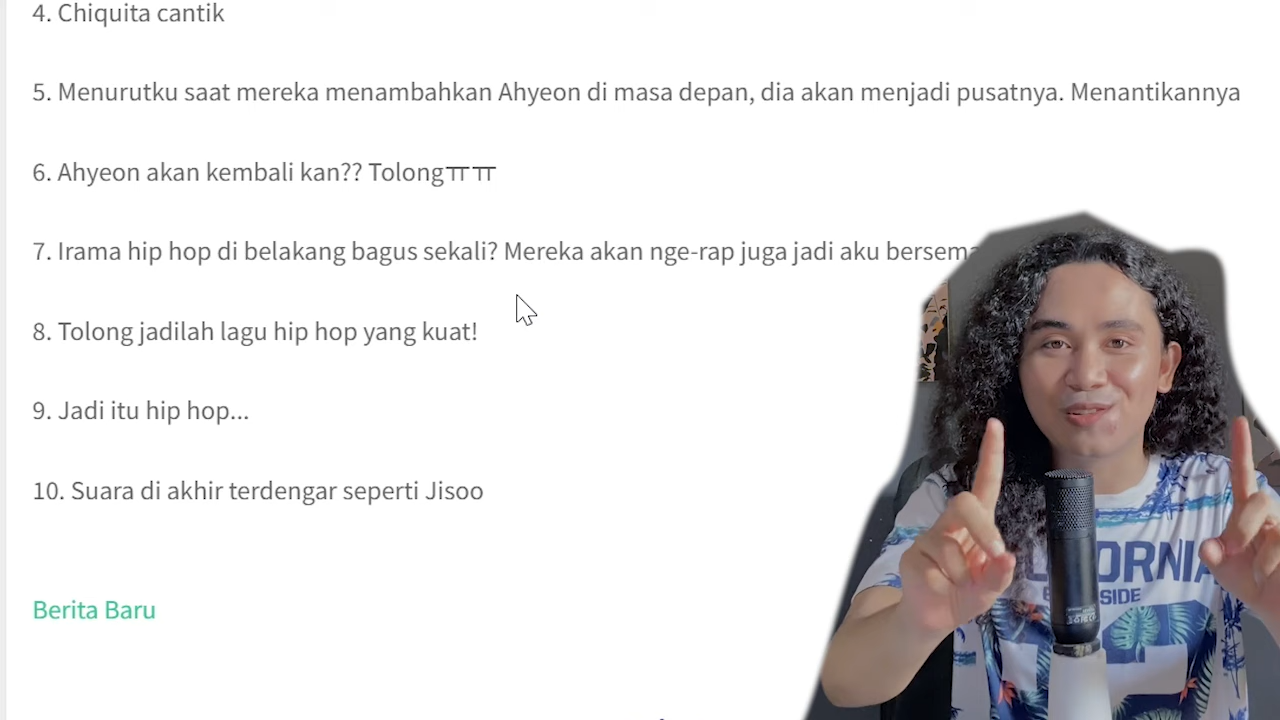 4. Chiquita cantik
5. Menurutku saat mereka menambahkan Ahyeon di masa depan, dia akan menjadi pusatnya. Menantikannya
6. Ahyeon akan kembali kan?? Tolongㅠㅠ
7. Irama hip hop di belakang bagus sekali? Mereka akan nge-rap juga jadi aku
8. Tolong jadilah lagu hip hop yang kuat!
9. Jadi itu hip hop...
10. Suara di akhir terdengar seperti Jisoo
Berita Baru
SIDE